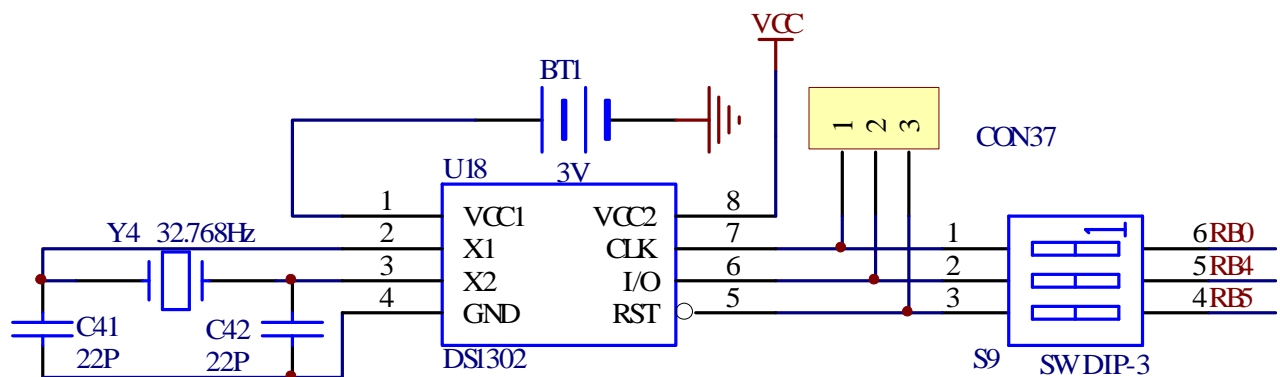 VCC
BT1
1 2 3
CON37
U18
3V
1 VCC1 VCC2 8
Y4 32.768Hz
2 X1 CLK 7
1 1 6 RB0
3 X2 I/O 6
2 5 RB4
4 GND RST 5
3 4 RB5
C41 C42
22P 22P
DS1302
S9 SWDIP-3